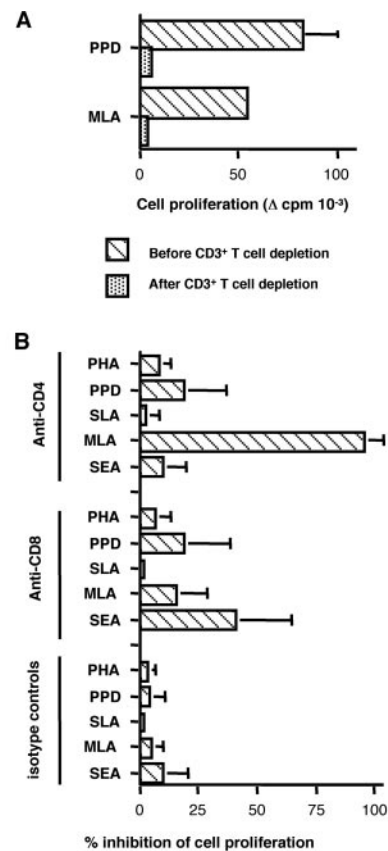 A
PPD
MLA
0 50 100
Cell proliferation (Δ cpm 10⁻³)
Before CD3⁺ T cell depletion
After CD3⁺ T cell depletion
B
Anti-CD4
PHA
PPD
SLA
MLA
SEA
Anti-CD8
PHA
PPD
SLA
MLA
SEA
isotype controls
PHA
PPD
SLA
MLA
SEA
0 25 50 75 100
% inhibition of cell proliferation